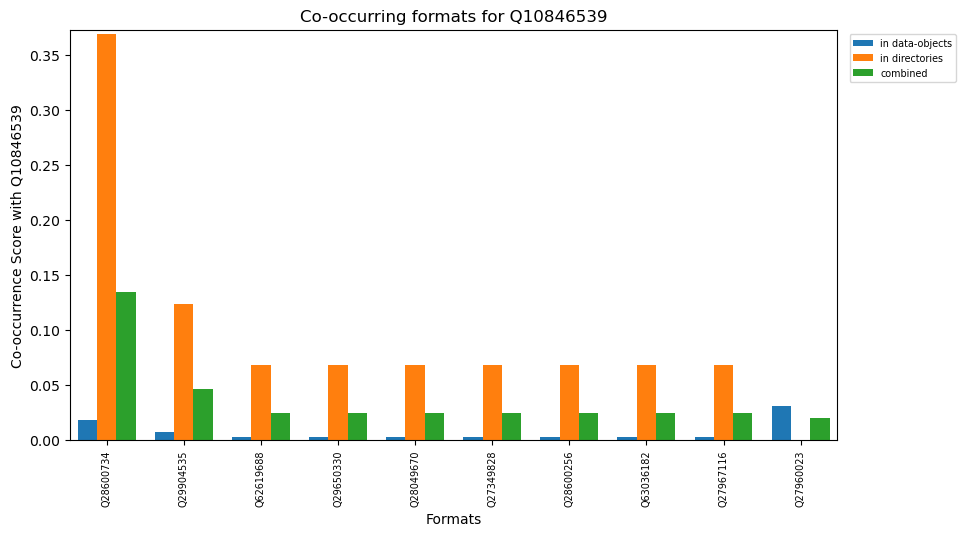 Co-occurring formats for Q10846539
in data-objects
in directories
combined
Co-occurrence Score with Q10846539
0.35
0.30
0.25
0.20
0.15
0.10
0.05
0.00
Q28600734
Q29904535
Q62619688
Q29650330
Q28049670
Q27349828
Q28600256
Q63036182
Q27967116
Q27960023
Formats